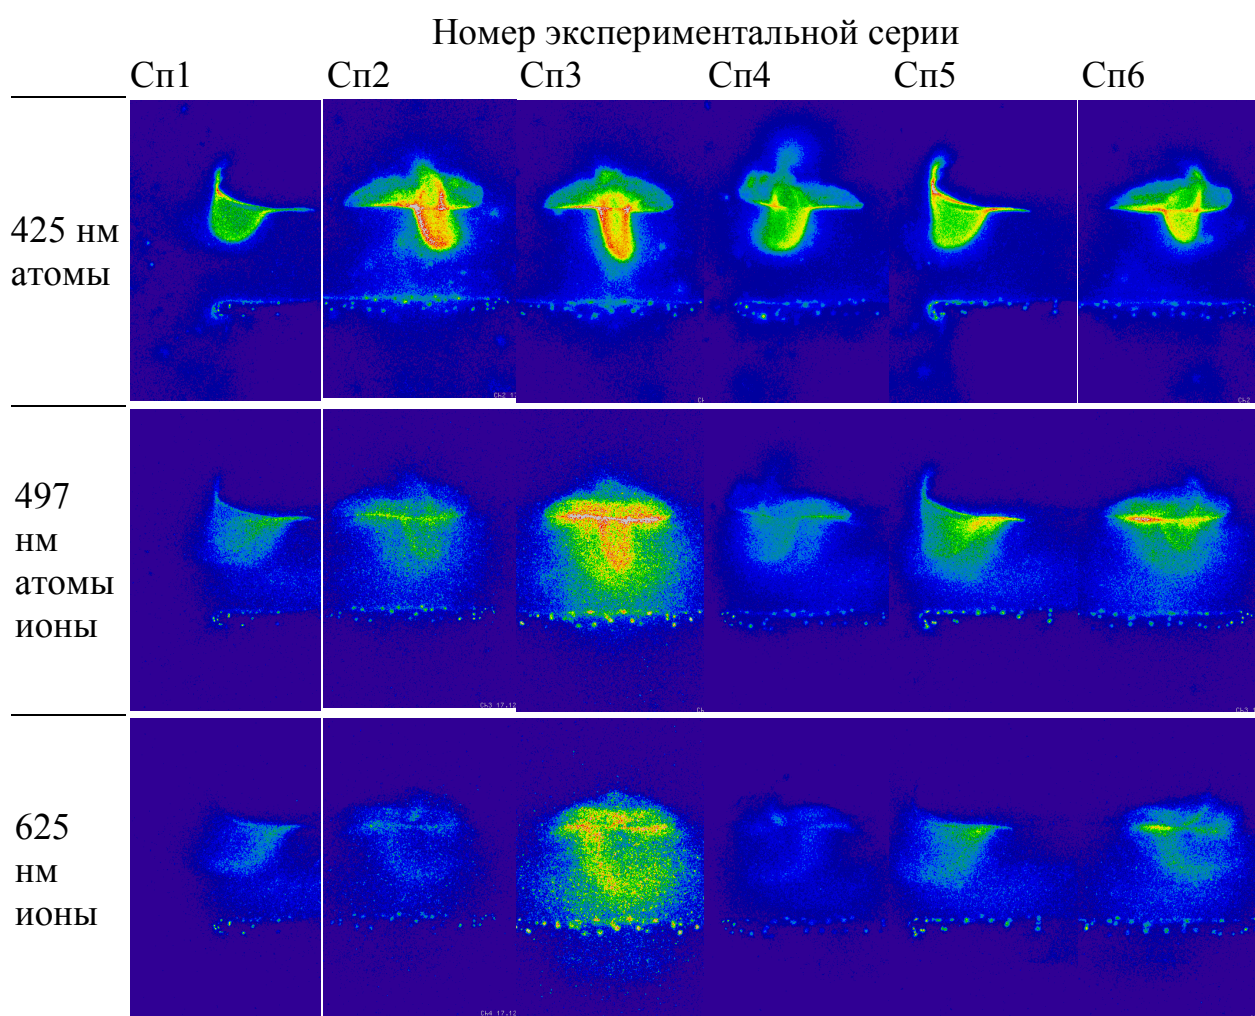 Номер экспериментальной серии
Сп1 Сп2 Сп3 Сп4 Сп5 Сп6
425 нм
атомы
497
нм
атомы
ионы
625
нм
ионы